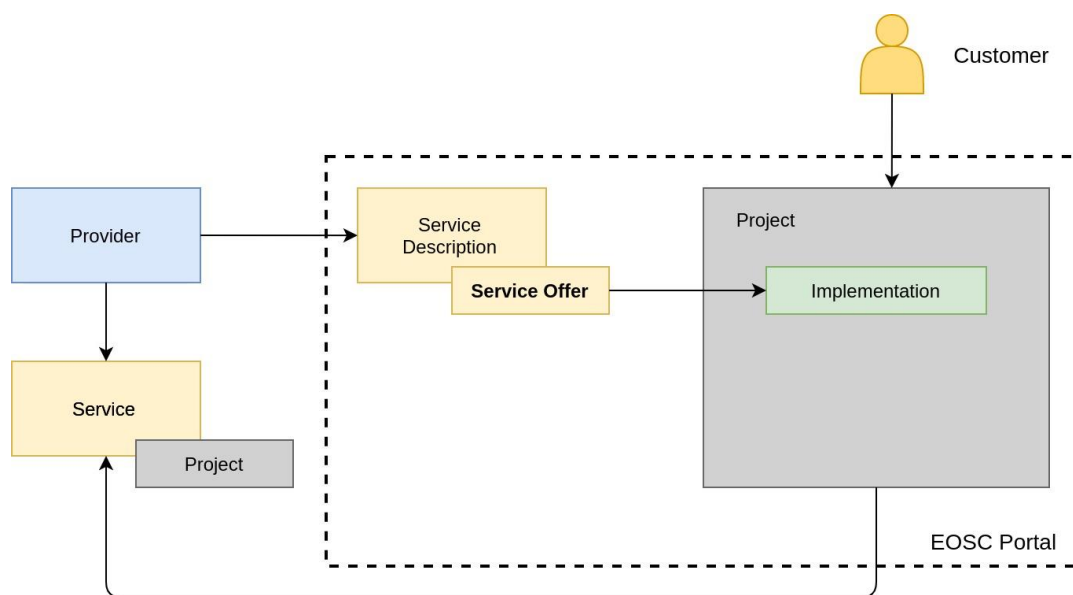 Customer
Provider
Service
Description
Project
Service Offer
Implementation
Service
Project
EOSC Portal